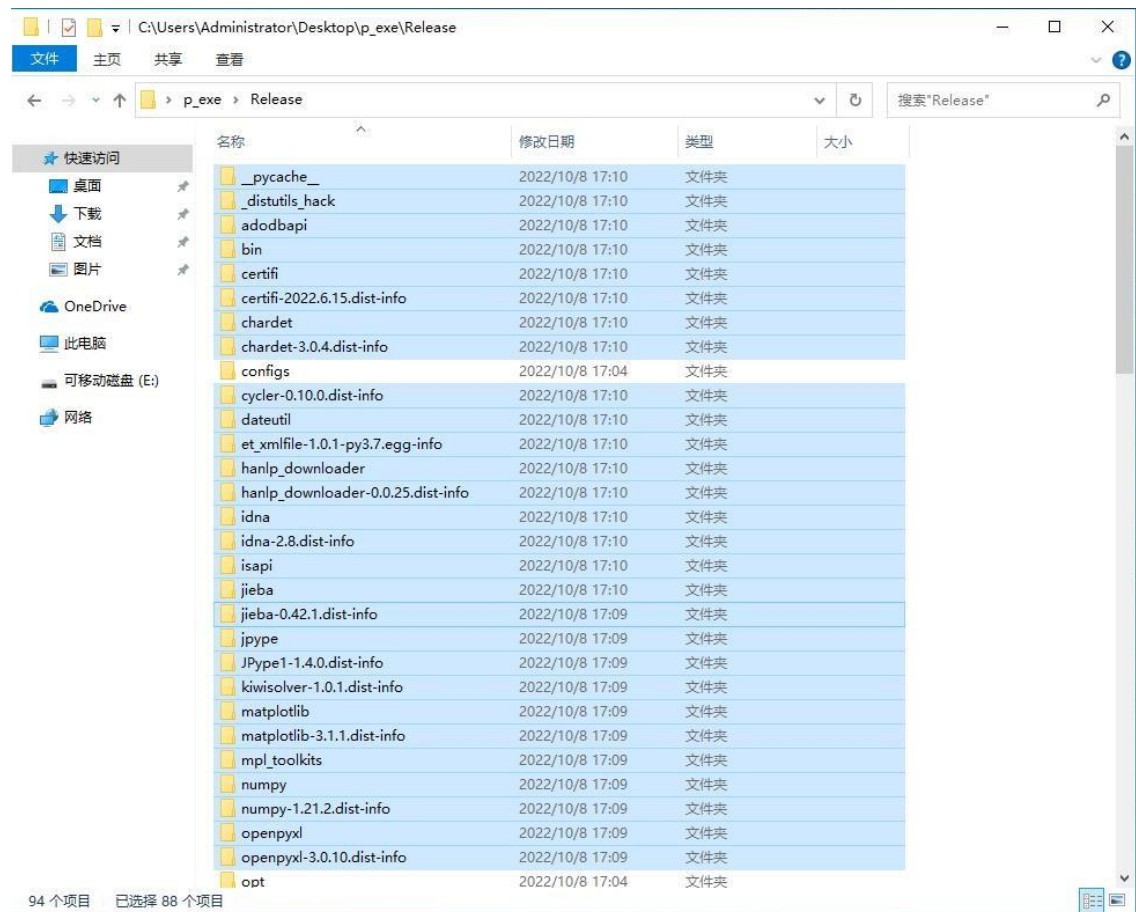 C:\Users\Administrator\Desktop\p_exe\Release
文件 主页 共享 查看
p_exe Release 搜索"Release"
名称 修改日期 类型 大小
快速访问
桌面
下载
文档
图片
OneDrive
此电脑
可移动磁盘 (E:)
网络
__pycache__ 2022/10/8 17:10 文件夹
_distutils_hack 2022/10/8 17:10 文件夹
adodbapi 2022/10/8 17:10 文件夹
bin 2022/10/8 17:10 文件夹
certifi 2022/10/8 17:10 文件夹
certifi-2022.6.15.dist-info 2022/10/8 17:10 文件夹
chardet 2022/10/8 17:10 文件夹
chardet-3.0.4.dist-info 2022/10/8 17:10 文件夹
configs 2022/10/8 17:04 文件夹
cycler-0.10.0.dist-info 2022/10/8 17:10 文件夹
dateutil 2022/10/8 17:10 文件夹
et_xmlfile-1.0.1-py3.7.egg-info 2022/10/8 17:10 文件夹
hanlp_downloader 2022/10/8 17:10 文件夹
hanlp_downloader-0.0.25.dist-info 2022/10/8 17:10 文件夹
idna 2022/10/8 17:10 文件夹
idna-2.8.dist-info 2022/10/8 17:10 文件夹
isapi 2022/10/8 17:10 文件夹
jieba 2022/10/8 17:10 文件夹
jieba-0.42.1.dist-info 2022/10/8 17:09 文件夹
jpype 2022/10/8 17:09 文件夹
JPype1-1.4.0.dist-info 2022/10/8 17:09 文件夹
kiwisolver-1.0.1.dist-info 2022/10/8 17:09 文件夹
matplotlib 2022/10/8 17:09 文件夹
matplotlib-3.1.1.dist-info 2022/10/8 17:09 文件夹
mpl_toolkits 2022/10/8 17:09 文件夹
numpy 2022/10/8 17:09 文件夹
numpy-1.21.2.dist-info 2022/10/8 17:09 文件夹
openpyxl 2022/10/8 17:09 文件夹
openpyxl-3.0.10.dist-info 2022/10/8 17:09 文件夹
opt 2022/10/8 17:04 文件夹
94 个项目 已选择 88 个项目